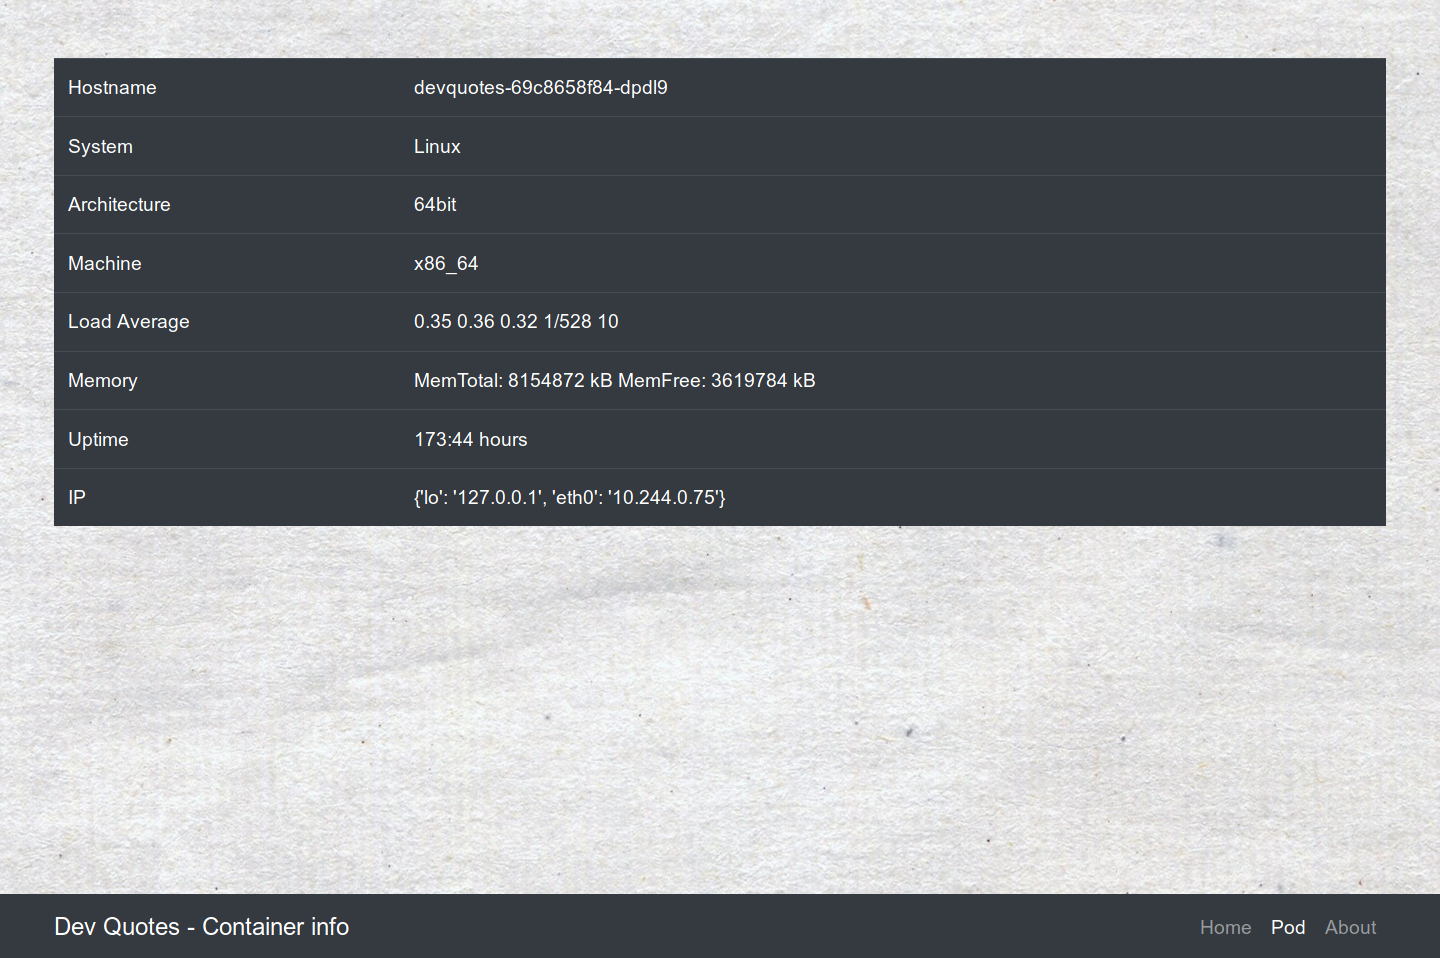 Hostname devquotes-69c8658f84-dpdl9
System Linux
Architecture 64bit
Machine x86_64
Load Average 0.35 0.36 0.32 1/528 10
Memory MemTotal: 8154872 kB MemFree: 3619784 kB
Uptime 173:44 hours
IP {'lo': '127.0.0.1', 'eth0': '10.244.0.75'}
Dev Quotes - Container info Home Pod About